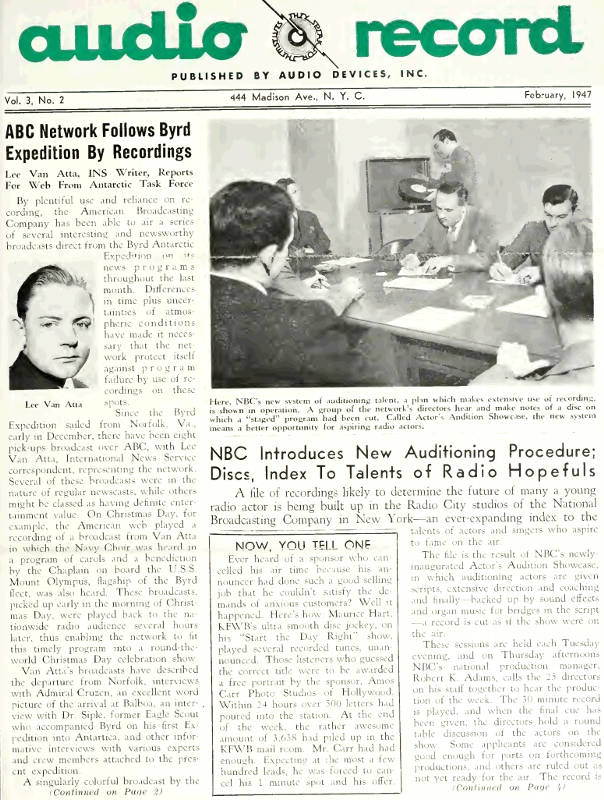 audio record
THEY SPEAK FOR THEMSELVES
PUBLISHED BY AUDIO DEVICES, INC.
Vol. 3, No. 2
444 Madison Ave., N. Y. C.
February, 1947
ABC Network Follows Byrd
Expedition By Recordings
Lee Van Atta, INS Writer, Reports
For Web From Antarctic Task Force
By plentiful use and reliance on re-
cording, the American Broadcasting
Company has been able to air a series
of several interesting and newsworthy
broadcasts direct from the Byrd Antarctic
Expedition on its
news programs
throughout the last
month. Differences
in time plus uncer-
tainties of atmos-
pheric conditions
have made it neces-
sary that the net-
work protect itself
against program
failure by use of re-
cordings on these
spots.
Lee Van Atta
Since the Byrd
Expedition sailed from Norfolk, Va.,
early in December, there have been eight
pick-ups broadcast over ABC, with Lee
Van Atta, International News Service
correspondent, representing the network.
Several of these broadcasts were in the
nature of regular newscasts, while others
might be classed as having definite enter-
tainment value. On Christmas Day, for
example, the American web played a
recording of a broadcast from Van Atta
in which the Navy Choir was heard in
a program of carols and a benediction
by the Chaplain on board the U.S.S.
Mount Olympus, flagship of the Byrd
fleet, was also heard. These broadcasts,
picked up early in the morning of Christ-
mas Day, were played back to the na-
tionwide radio audience several hours
later, thus enabling the network to fit
this timely program into a round-the-
world Christmas Day celebration show.
Van Atta's broadcasts have described
the departure from Norfolk, interviews
with Admiral Cruzen, an excellent word
picture of the arrival at Balboa, an inter-
view with Dr. Siple, former Eagle Scout
who accompanied Byrd on his first Ex-
pedition into Antartica, and other infor-
mative interviews with various experts
and crew members attached to the pres-
ent expedition.
A singularly colorful broadcast by the
(Continued on Page 2)
Here, NBC's new system of auditioning talent, a plan which makes extensive use of recording,
is shown in operation. A group of the network's directors hear and make notes of a disc on
which a "staged" program had been cut. Called Actor's Audition Showcase, the new system
means a better opportunity for aspiring radio actors.
NBC Introduces New Auditioning Procedure;
Discs, Index To Talents of Radio Hopefuls
A file of recordings likely to determine the future of many a young
radio actor is being built up in the Radio City studios of the National
Broadcasting Company in New York—an ever-expanding index to the
talents of actors and singers who aspire
to fame on the air.
The file is the result of NBC's newly-
inaugurated Actor's Audition Showcase,
in which auditioning actors are given
scripts, extensive direction and coaching
and finally—backed up by sound effects
and organ music for bridges in the script
—a record is cut as if the show were on
the air.
These sessions are held each Tuesday
evening, and on Thursday afternoons
NBC's national production manager,
Robert K. Adams, calls the 25 directors
on his staff together to hear the produc-
tion of the week. The 30 minute record
is played, and when the final cue has
been given, the directors hold a round
table discussion of the actors on the
show. Some applicants are considered
good enough for parts on forthcoming
productions, and others are ruled out as
not yet ready for the air. The record is
(Continued on Page 4)
NOW, YOU TELL ONE
Ever heard of a sponsor who can-
celled his air time because his an-
nouncer had done such a good selling
job that he couldn't satisfy the de-
mands of anxious customers? Well it
happened. Here's how. Maurice Hart,
KFWB's ultra smooth disc jockey, on
his "Start the Day Right" show,
played several recorded tunes, unan-
nounced. Those listeners who guessed
the correct title were to be awarded
a free portrait by the sponsor, Amos
Carr Photo Studios of Hollywood.
Within 24 hours over 500 letters had
poured into the station. At the end
of the week, the rather awesome
amount of 3,638 had piled up in the
KFWB mail room. Mr. Carr had had
enough. Expecting at the most a few
hundred leads, he was forced to can-
cel his 1 minute spot and his offer.